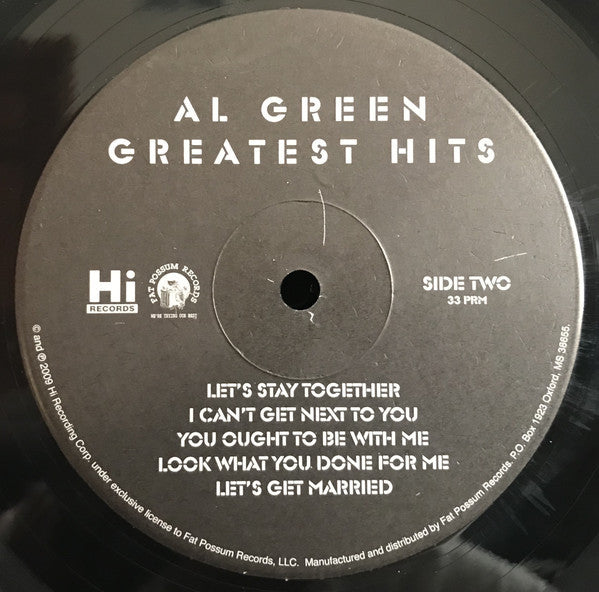 AL GREEN
GREATEST HITS
Hi
RECORDS
FAT POSSUM RECORDS
WE'RE TRYING OUR BEST
SIDE TWO
33 PRM
LET'S STAY TOGETHER
I CAN'T GET NEXT TO YOU
YOU OUGHT TO BE WITH ME
LOOK WHAT YOU DONE FOR ME
LET'S GET MARRIED
© and ℗ 2009 Hi Recording Corp. under exclusive license to Fat Possum Records, LLC. Manufactured and distributed by Fat Possum Records. P.O. Box 1923 Oxford, MS 38655.